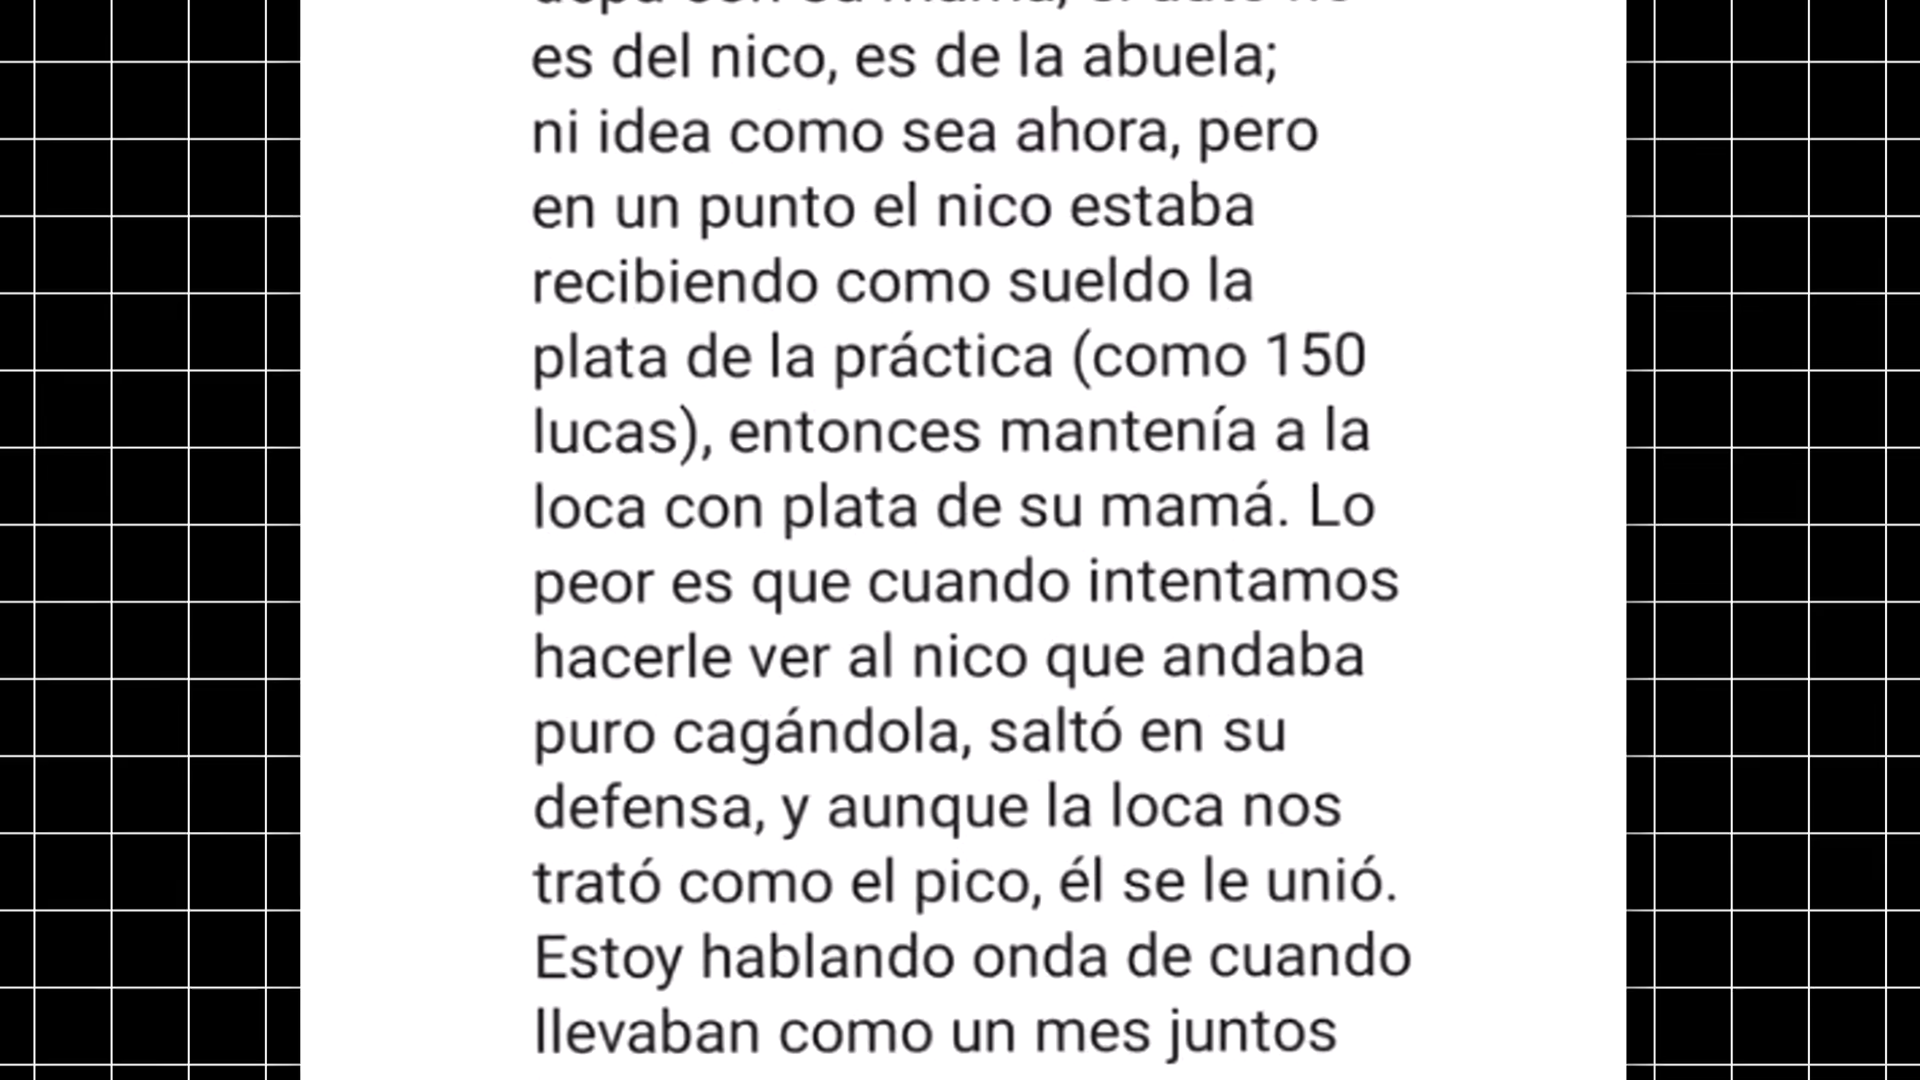 es del nico, es de la abuela;
ni idea como sea ahora, pero
en un punto el nico estaba
recibiendo como sueldo la
plata de la práctica (como 150
lucas), entonces mantenía a la
loca con plata de su mamá. Lo
peor es que cuando intentamos
hacerle ver al nico que andaba
puro cagándola, saltó en su
defensa, y aunque la loca nos
trató como el pico, él se le unió.
Estoy hablando onda de cuando
llevaban como un mes juntos